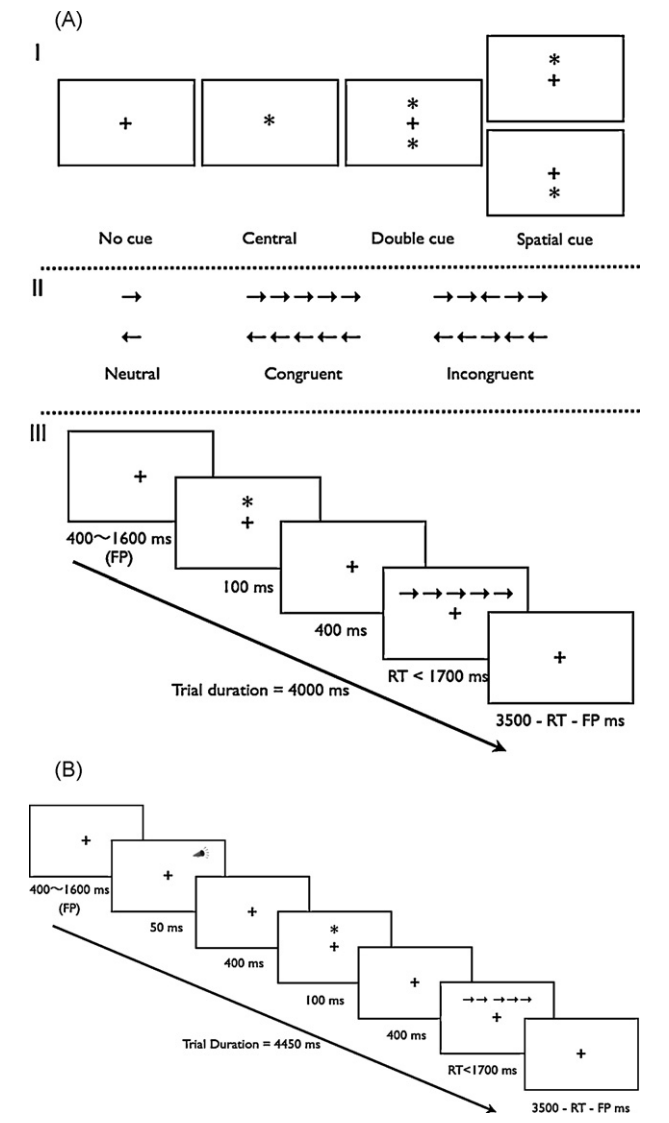 (A)
I
No cue
Central
Double cue
Spatial cue
II
Neutral
Congruent
Incongruent
III
400~1600 ms
(FP)
100 ms
400 ms
RT < 1700 ms
3500 - RT - FP ms
Trial duration = 4000 ms
(B)
400~1600 ms
(FP)
50 ms
400 ms
100 ms
400 ms
RT<1700 ms
3500 - RT - FP ms
Trial Duration = 4450 ms